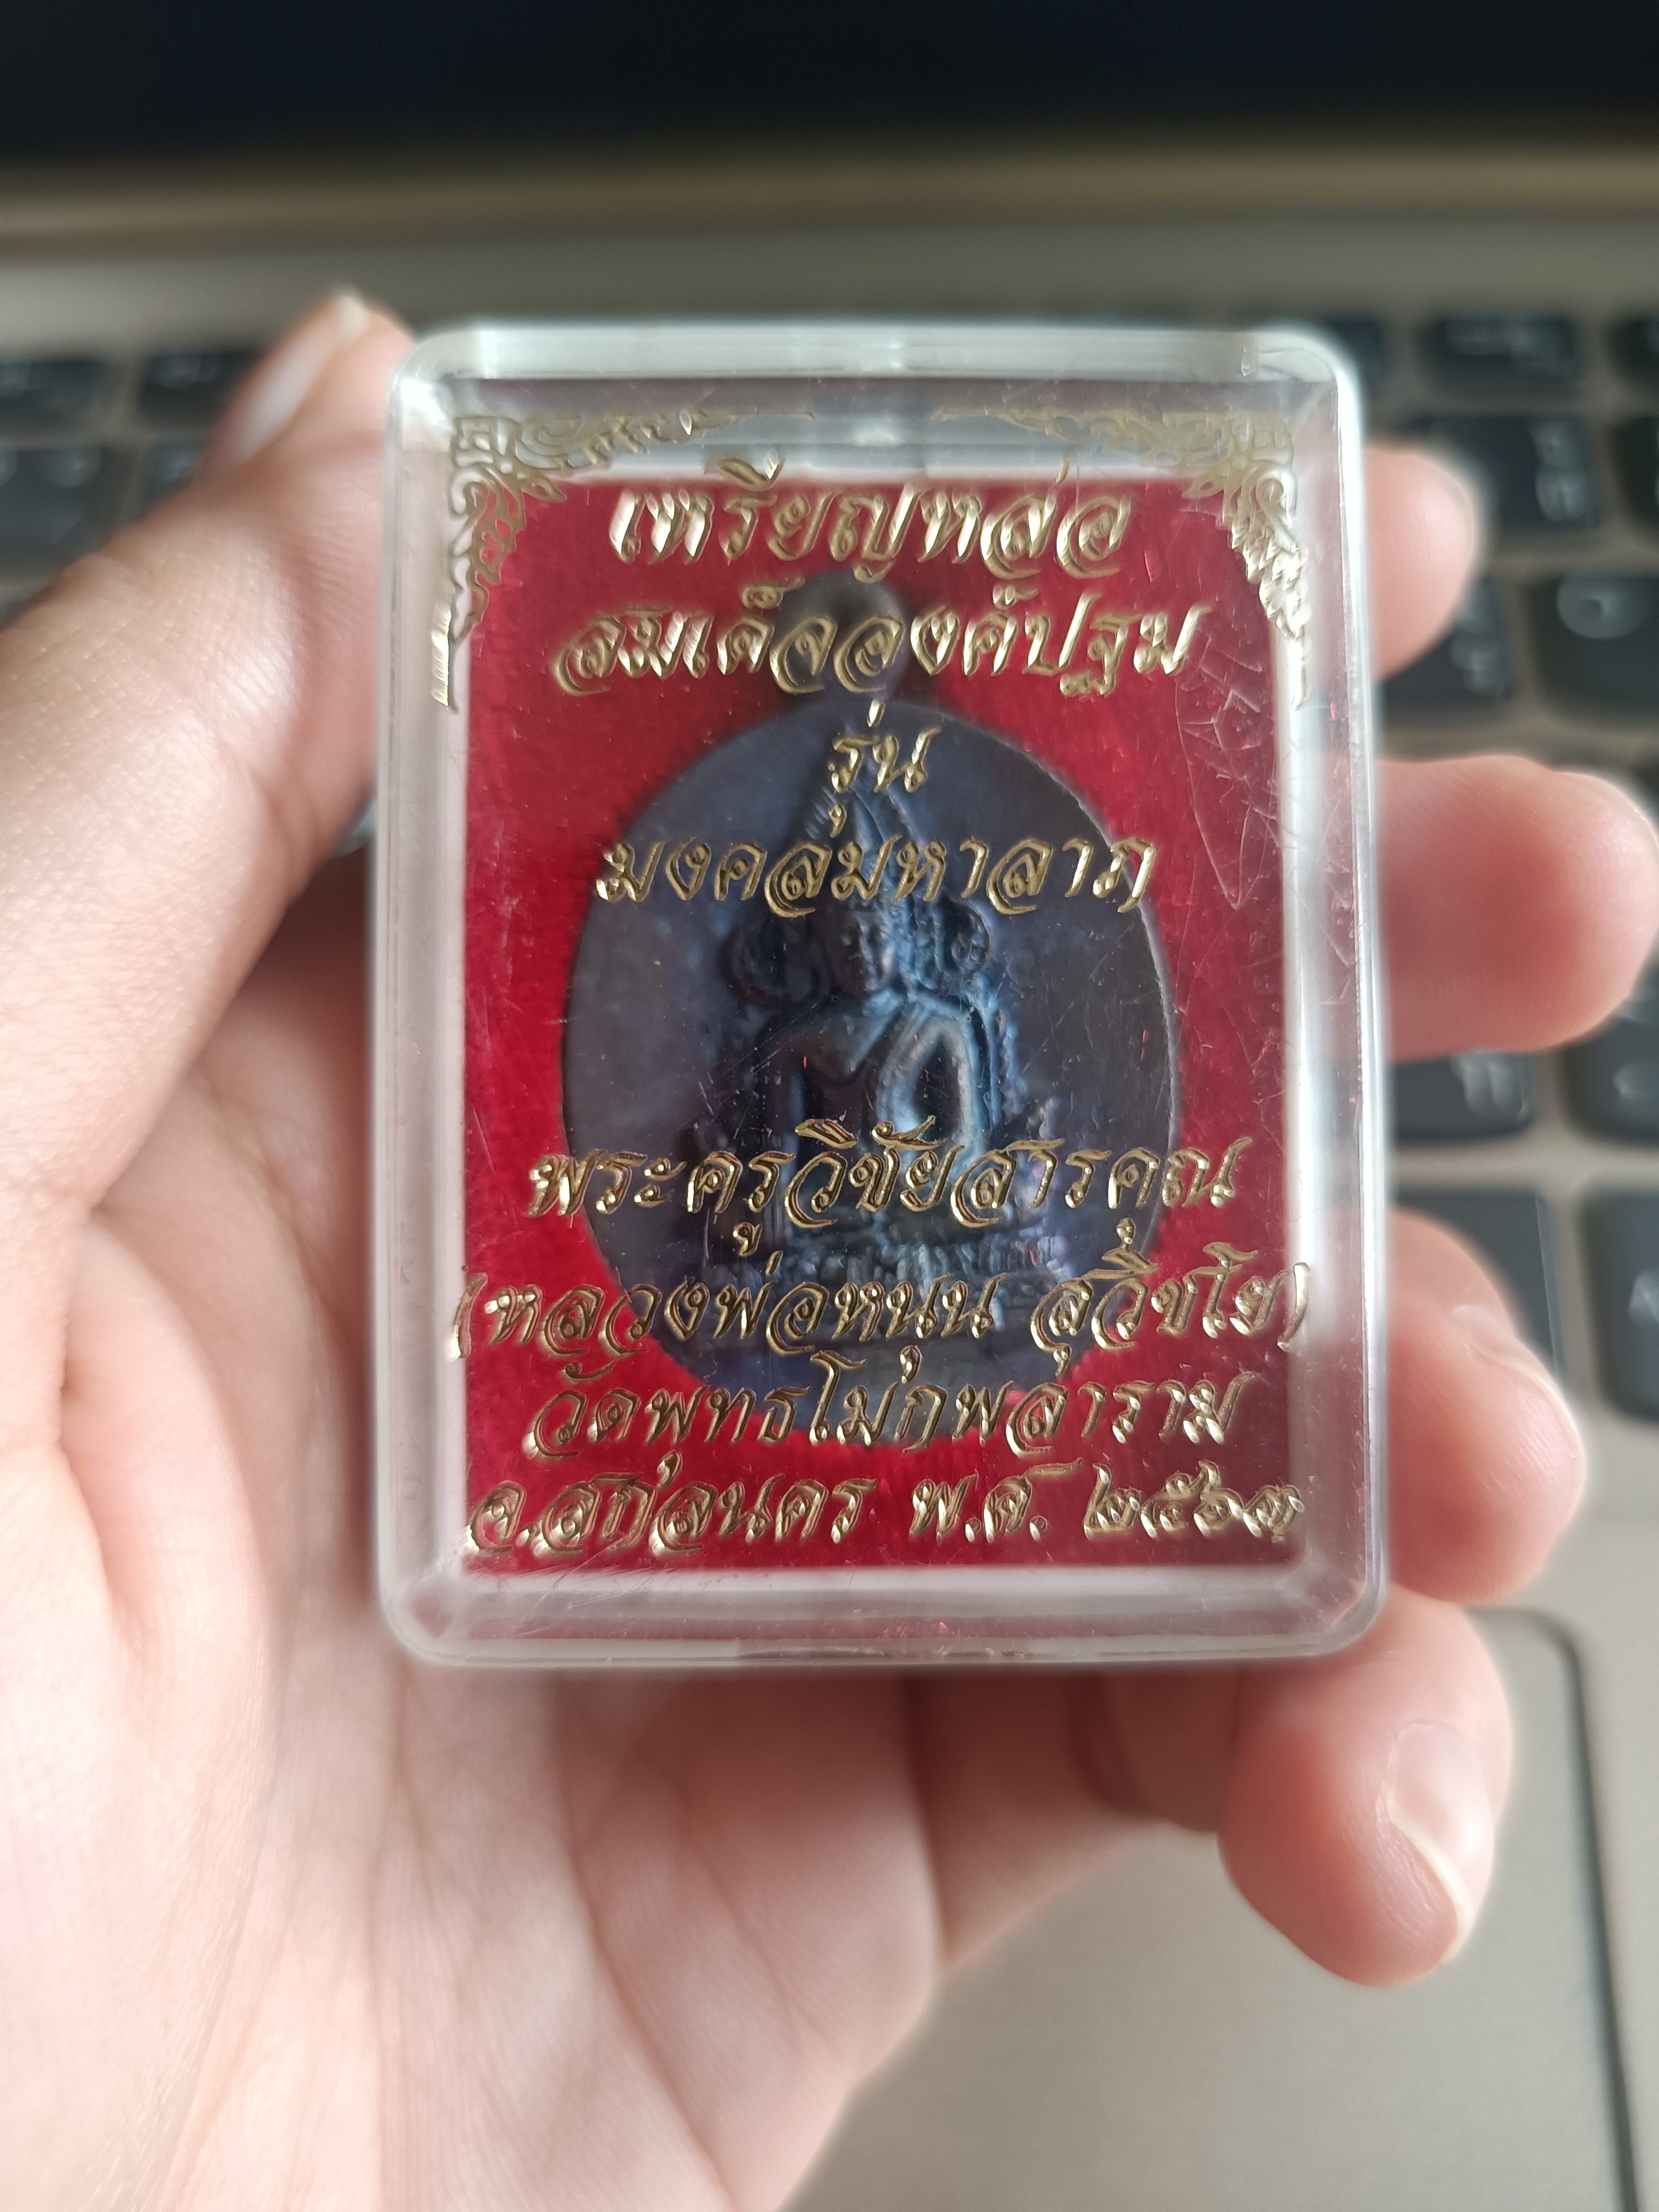 เหรียญหล่อ
สมเด็จองค์ปฐม
รุ่น
มงคลมหาลาภ
พระครูวิชัยสารคุณ
(หลวงพ่อหนุน สุวิชโย)
วัดพุทธโมกพลาราม
จ.สกลนคร พ.ศ. ๒๕๖๑